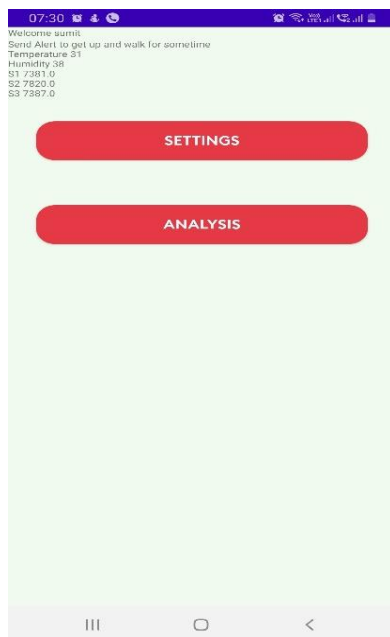 07:30
Welcome sumit
Send Alert to get up and walk for sometime
Temperature 31
Humidity 38
S1 7381.0
S2 7820.0
S3 7387.0
SETTINGS
ANALYSIS